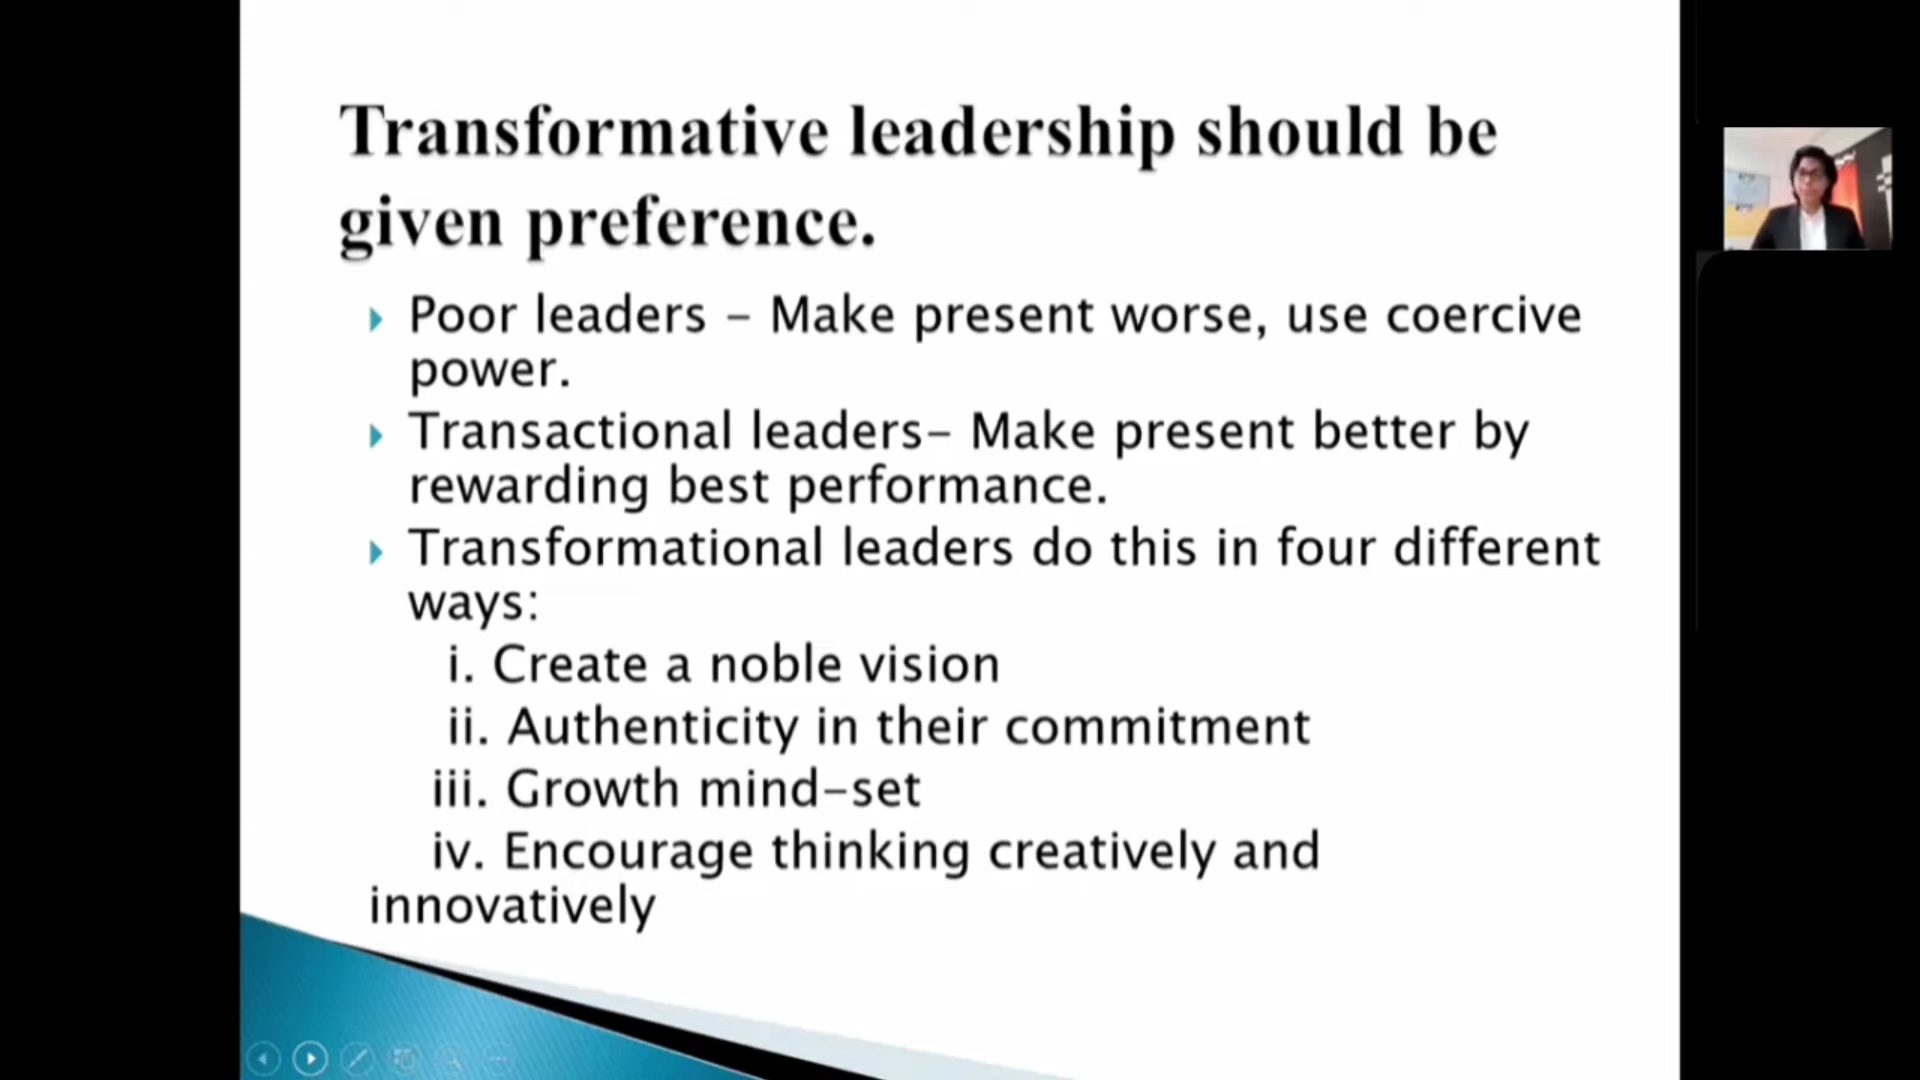 Transformative leadership should be
given preference.
Poor leaders - Make present worse, use coercive
power.
Transactional leaders- Make present better by
rewarding best performance.
Transformational leaders do this in four different
ways:
i. Create a noble vision
ii. Authenticity in their commitment
iii. Growth mind-set
iv. Encourage thinking creatively and
innovatively